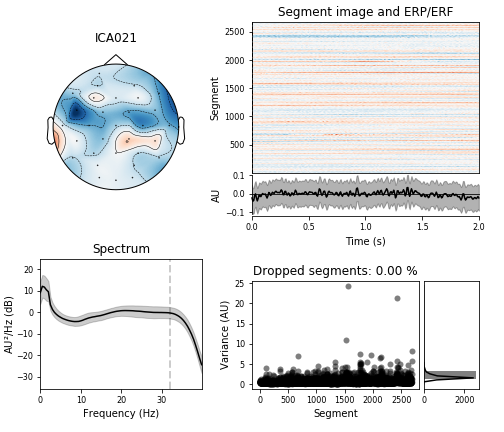 ICA021
Segment image and ERP/ERF
Segment
2500
2000
1500
1000
500
AU
0.1
0.0
−0.1
0.0 0.5 1.0 1.5 2.0
Time (s)
Spectrum
AU²/Hz (dB)
20
10
0
−10
−20
−30
0 10 20 30
Frequency (Hz)
Dropped segments: 0.00 %
Variance (AU)
25
20
15
10
5
0
0 500 1000 1500 2000 2500
Segment
0 2000